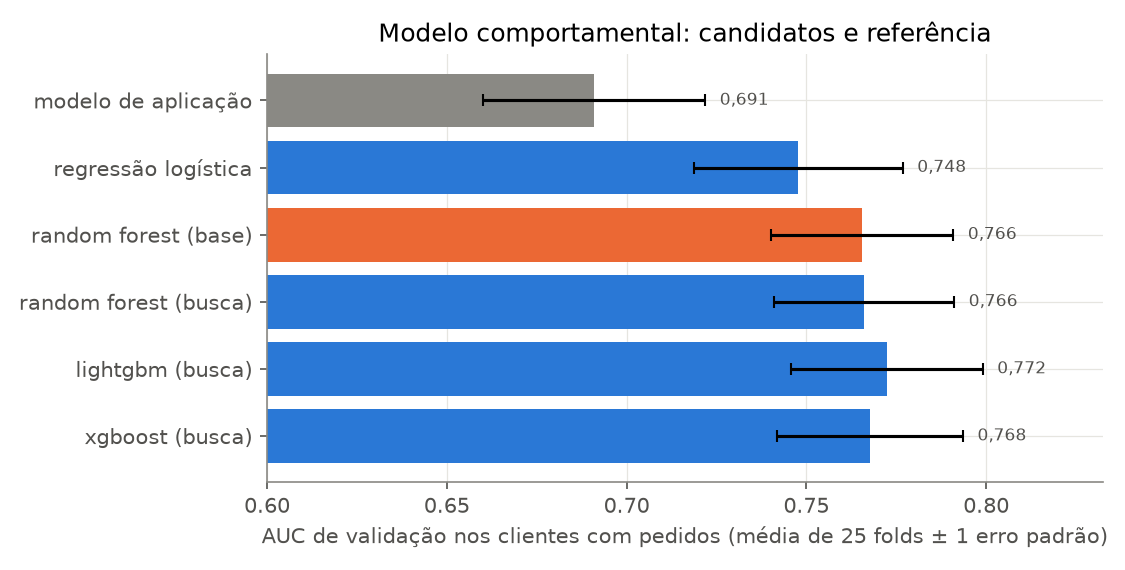 Modelo comportamental: candidatos e referência
modelo de aplicação
0,691
regressão logística
0,748
random forest (base)
0,766
random forest (busca)
0,766
lightgbm (busca)
0,772
xgboost (busca)
0,768
0.60 0.65 0.70 0.75 0.80
AUC de validação nos clientes com pedidos (média de 25 folds ± 1 erro padrão)